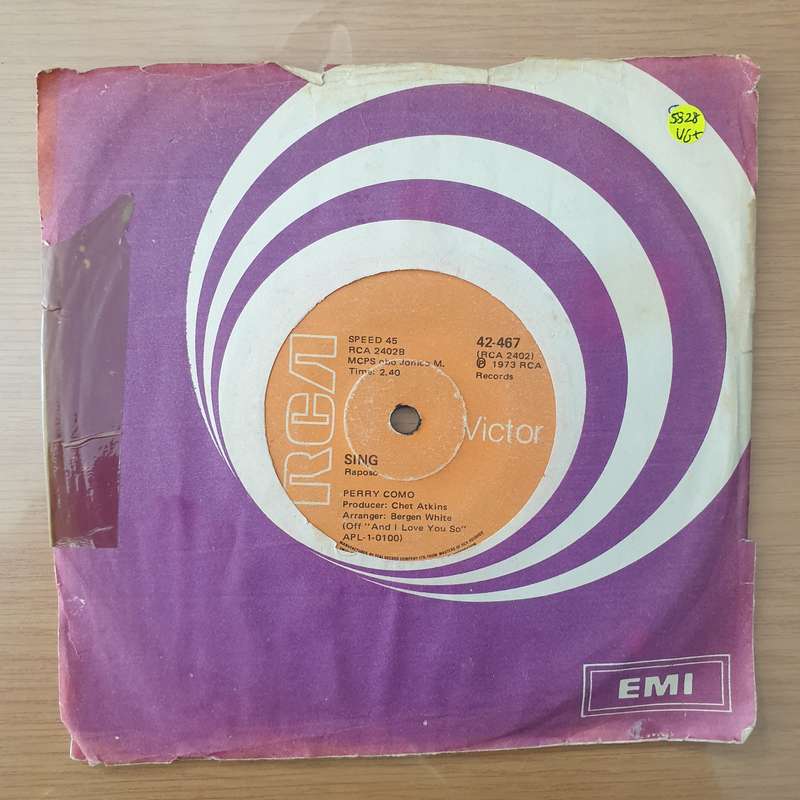 5928
VG+
RCA
SPEED 45
RCA 2402B
MCPS obo Jonico M.
Time: 2.40
42-467
(RCA 2402)
℗ 1973 RCA
Records
Victor
SING
Raposo
PERRY COMO
Producer: Chet Atkins
Arranger: Bergen White
(Off "And I Love You So"
APL-1-0100)
EMI